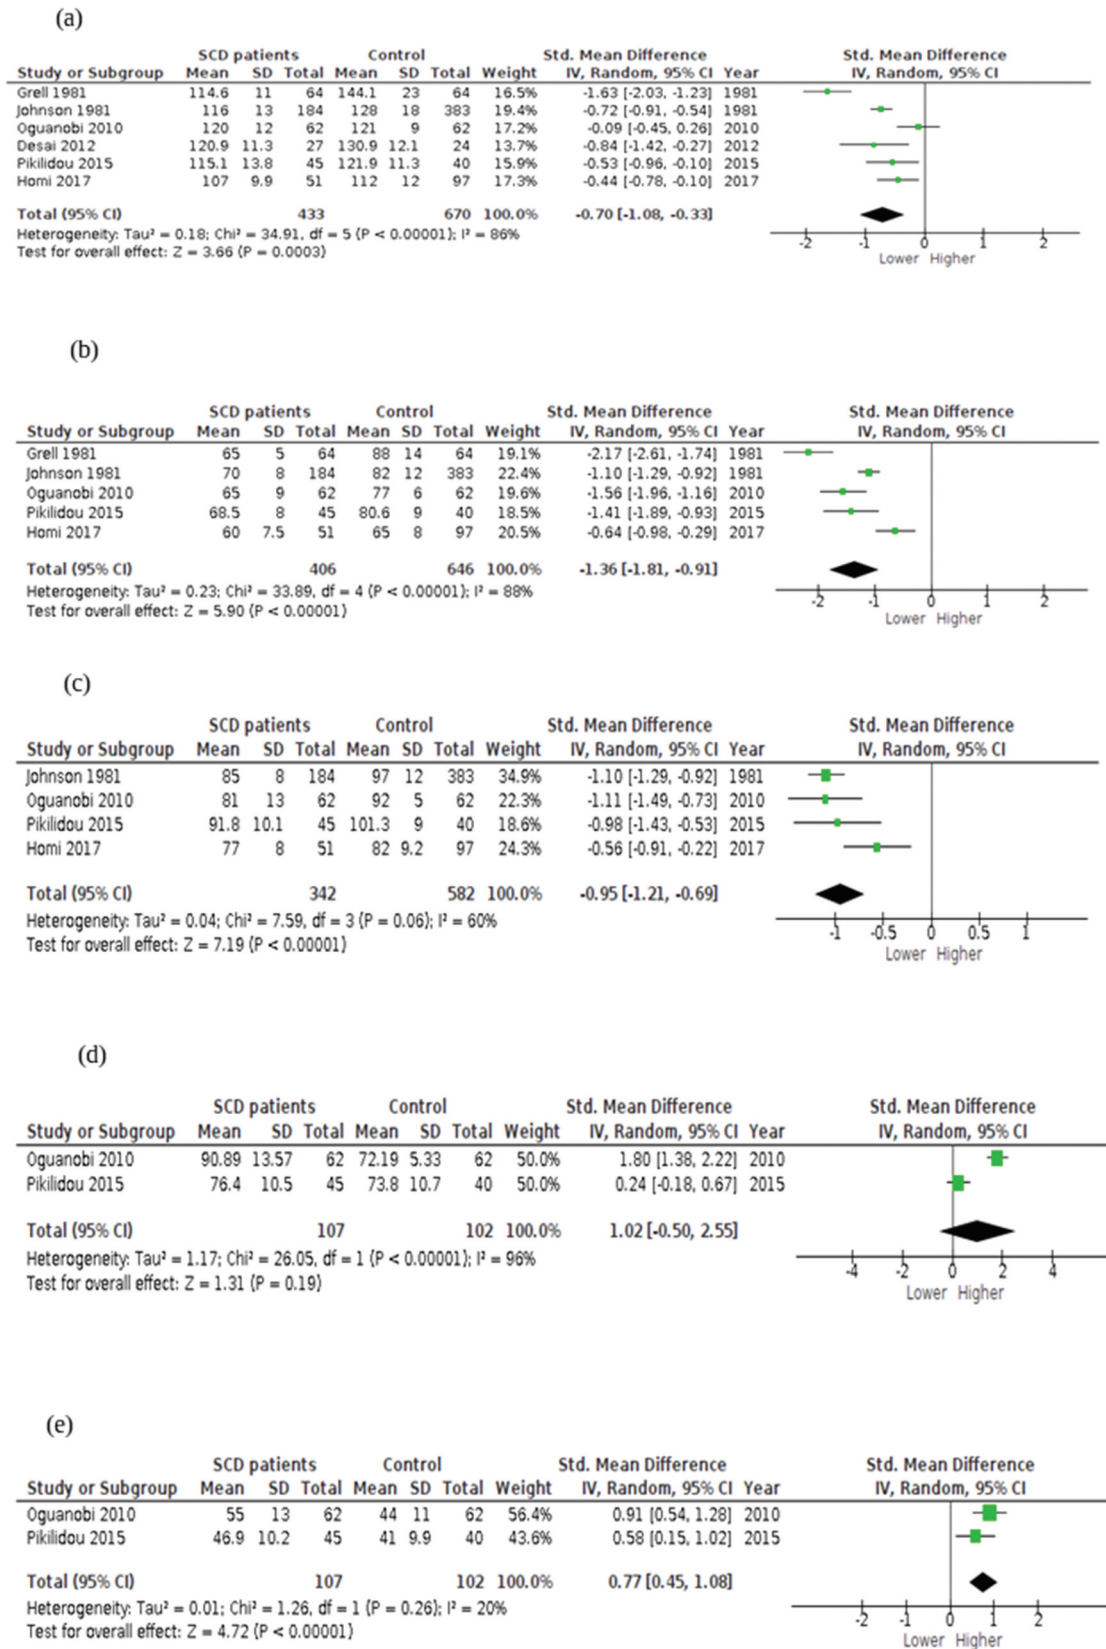 (a)
SCD patients Control Std. Mean Difference Std. Mean Difference
Study or Subgroup Mean SD Total Mean SD Total Weight IV, Random, 95% CI Year IV, Random, 95% CI
Grell 1981 114.6 11 64 144.1 23 64 16.5% -1.63 [-2.03, -1.23] 1981
Johnson 1981 116 13 184 128 18 383 19.4% -0.72 [-0.91, -0.54] 1981
Oguanobi 2010 120 12 62 121 9 62 17.2% -0.09 [-0.45, 0.26] 2010
Desai 2012 120.9 11.3 27 130.9 12.1 24 13.7% -0.84 [-1.42, -0.27] 2012
Pikilidou 2015 115.1 13.8 45 121.9 11.3 40 15.9% -0.53 [-0.96, -0.10] 2015
Homi 2017 107 9.9 51 112 12 97 17.3% -0.44 [-0.78, -0.10] 2017
Total (95% CI) 433 670 100.0% -0.70 [-1.08, -0.33]
Heterogeneity: Tau² = 0.18; Chi² = 34.91, df = 5 (P < 0.00001); I² = 86%
Test for overall effect: Z = 3.66 (P = 0.0003)
-2 -1 0 1 2
Lower Higher
(b)
SCD patients Control Std. Mean Difference Std. Mean Difference
Study or Subgroup Mean SD Total Mean SD Total Weight IV, Random, 95% CI Year IV, Random, 95% CI
Grell 1981 65 5 64 88 14 64 19.1% -2.17 [-2.61, -1.74] 1981
Johnson 1981 70 8 184 82 12 383 22.4% -1.10 [-1.29, -0.92] 1981
Oguanobi 2010 65 9 62 77 6 62 19.6% -1.56 [-1.96, -1.16] 2010
Pikilidou 2015 68.5 8 45 80.6 9 40 18.5% -1.41 [-1.89, -0.93] 2015
Homi 2017 60 7.5 51 65 8 97 20.5% -0.64 [-0.98, -0.29] 2017
Total (95% CI) 406 646 100.0% -1.36 [-1.81, -0.91]
Heterogeneity: Tau² = 0.23; Chi² = 33.89, df = 4 (P < 0.00001); I² = 88%
Test for overall effect: Z = 5.90 (P < 0.00001)
-2 -1 0 1 2
Lower Higher
(c)
SCD patients Control Std. Mean Difference Std. Mean Difference
Study or Subgroup Mean SD Total Mean SD Total Weight IV, Random, 95% CI Year IV, Random, 95% CI
Johnson 1981 85 8 184 97 12 383 34.9% -1.10 [-1.29, -0.92] 1981
Oguanobi 2010 81 13 62 92 5 62 22.3% -1.11 [-1.49, -0.73] 2010
Pikilidou 2015 91.8 10.1 45 101.3 9 40 18.6% -0.98 [-1.43, -0.53] 2015
Homi 2017 77 8 51 82 9.2 97 24.3% -0.56 [-0.91, -0.22] 2017
Total (95% CI) 342 582 100.0% -0.95 [-1.21, -0.69]
Heterogeneity: Tau² = 0.04; Chi² = 7.59, df = 3 (P = 0.06); I² = 60%
Test for overall effect: Z = 7.19 (P < 0.00001)
-1 -0.5 0 0.5 1
Lower Higher
(d)
SCD patients Control Std. Mean Difference Std. Mean Difference
Study or Subgroup Mean SD Total Mean SD Total Weight IV, Random, 95% CI Year IV, Random, 95% CI
Oguanobi 2010 90.89 13.57 62 72.19 5.33 62 50.0% 1.80 [1.38, 2.22] 2010
Pikilidou 2015 76.4 10.5 45 73.8 10.7 40 50.0% 0.24 [-0.18, 0.67] 2015
Total (95% CI) 107 102 100.0% 1.02 [-0.50, 2.55]
Heterogeneity: Tau² = 1.17; Chi² = 26.05, df = 1 (P < 0.00001); I² = 96%
Test for overall effect: Z = 1.31 (P = 0.19)
-4 -2 0 2 4
Lower Higher
(e)
SCD patients Control Std. Mean Difference Std. Mean Difference
Study or Subgroup Mean SD Total Mean SD Total Weight IV, Random, 95% CI Year IV, Random, 95% CI
Oguanobi 2010 55 13 62 44 11 62 56.4% 0.91 [0.54, 1.28] 2010
Pikilidou 2015 46.9 10.2 45 41 9.9 40 43.6% 0.58 [0.15, 1.02] 2015
Total (95% CI) 107 102 100.0% 0.77 [0.45, 1.08]
Heterogeneity: Tau² = 0.01; Chi² = 1.26, df = 1 (P = 0.26); I² = 20%
Test for overall effect: Z = 4.72 (P < 0.00001)
-2 -1 0 1 2
Lower Higher